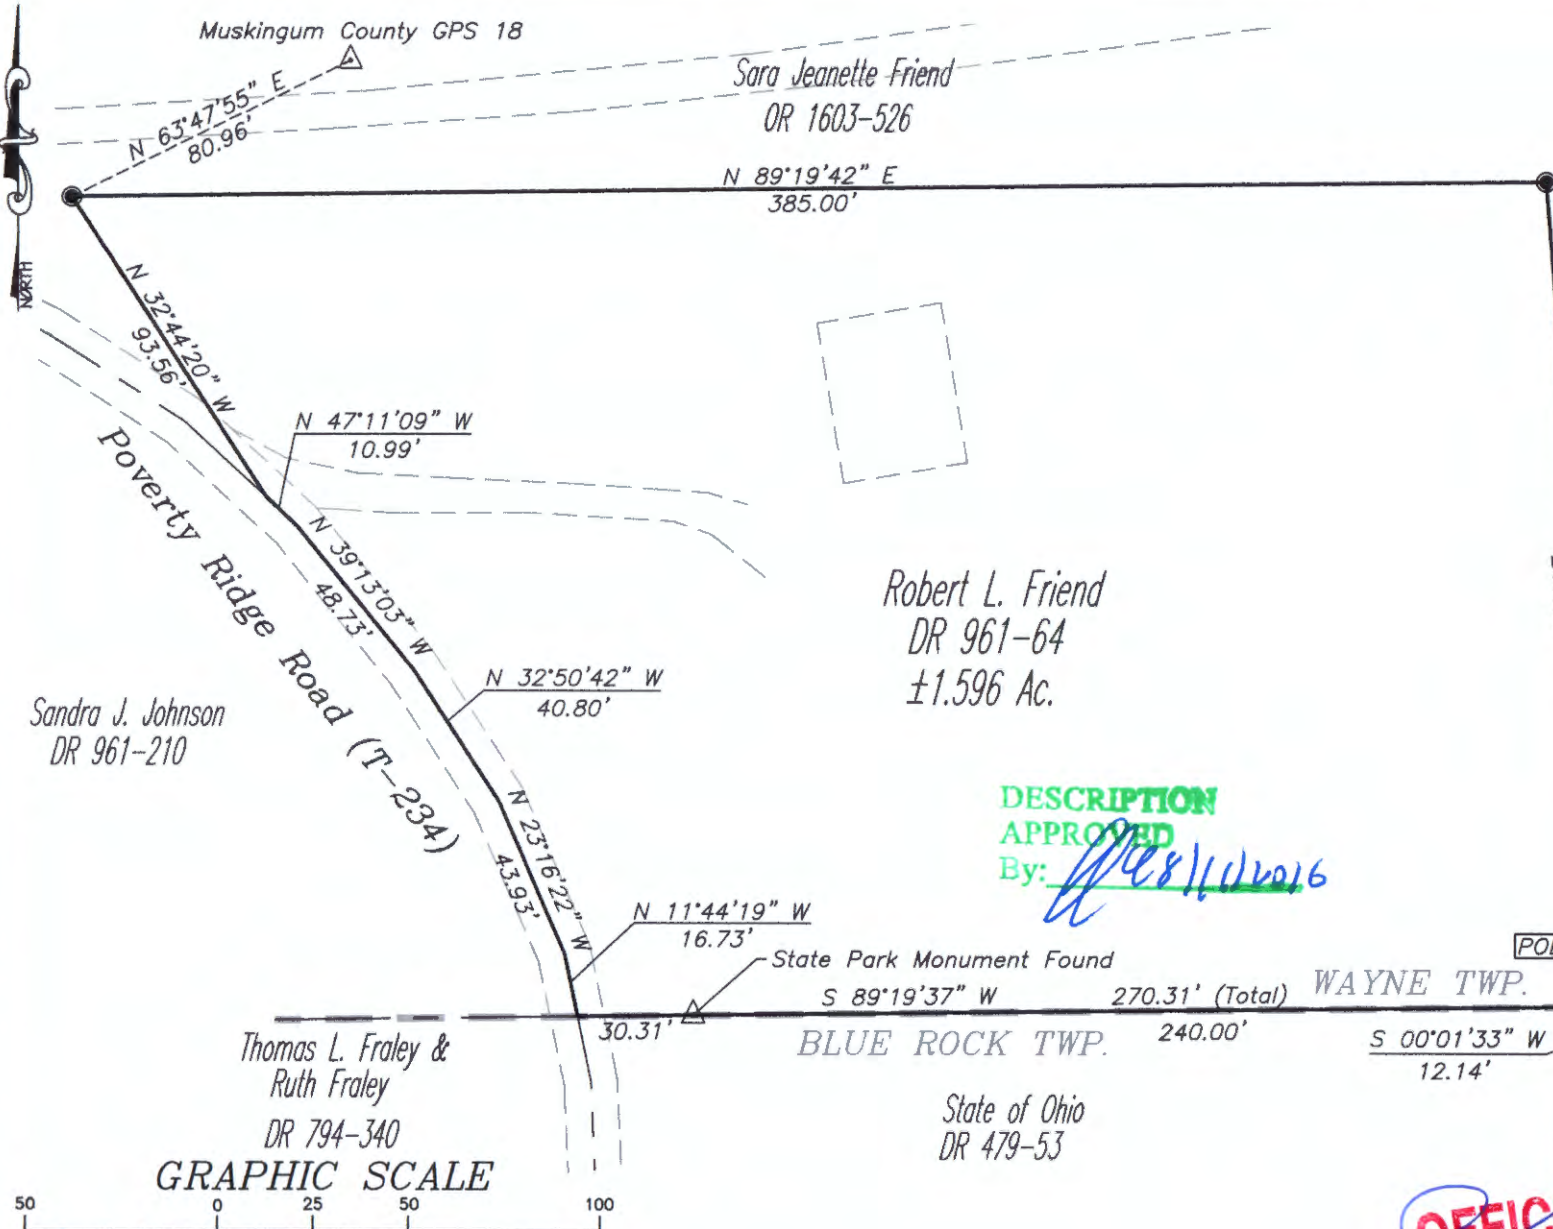 Muskingum County GPS 18
N 63°47'55" E
80.96'
Sara Jeanette Friend
OR 1603-526
N 89°19'42" E
385.00'
NORTH
N 32°44'20" W
93.56'
N 47°11'09" W
10.99'
N 39°13'03" W
48.73'
Poverty Ridge Road (T-234)
Robert L. Friend
DR 961-64
±1.596 Ac.
N 32°50'42" W
40.80'
Sandra J. Johnson
DR 961-210
N 23°16'22" W
43.93'
DESCRIPTION
APPROVED
By:
N 11°44'19" W
16.73'
State Park Monument Found
S 89°19'37" W
270.31' (Total)
WAYNE TWP.
30.31'
BLUE ROCK TWP.
240.00'
S 00°01'33" W
12.14'
Thomas L. Fraley &
Ruth Fraley
DR 794-340
State of Ohio
DR 479-53
GRAPHIC SCALE
50 0 25 50 100